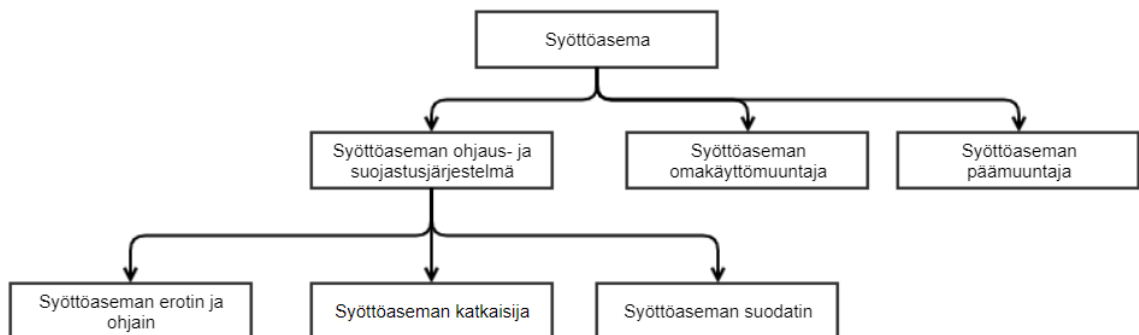 Syöttöasema
Syöttöaseman ohjaus- ja
suojastusjärjestelmä
Syöttöaseman
omakäyttömuuntaja
Syöttöaseman
päämuuntaja
Syöttöaseman erotin ja
ohjain
Syöttöaseman katkaisija
Syöttöaseman suodatin